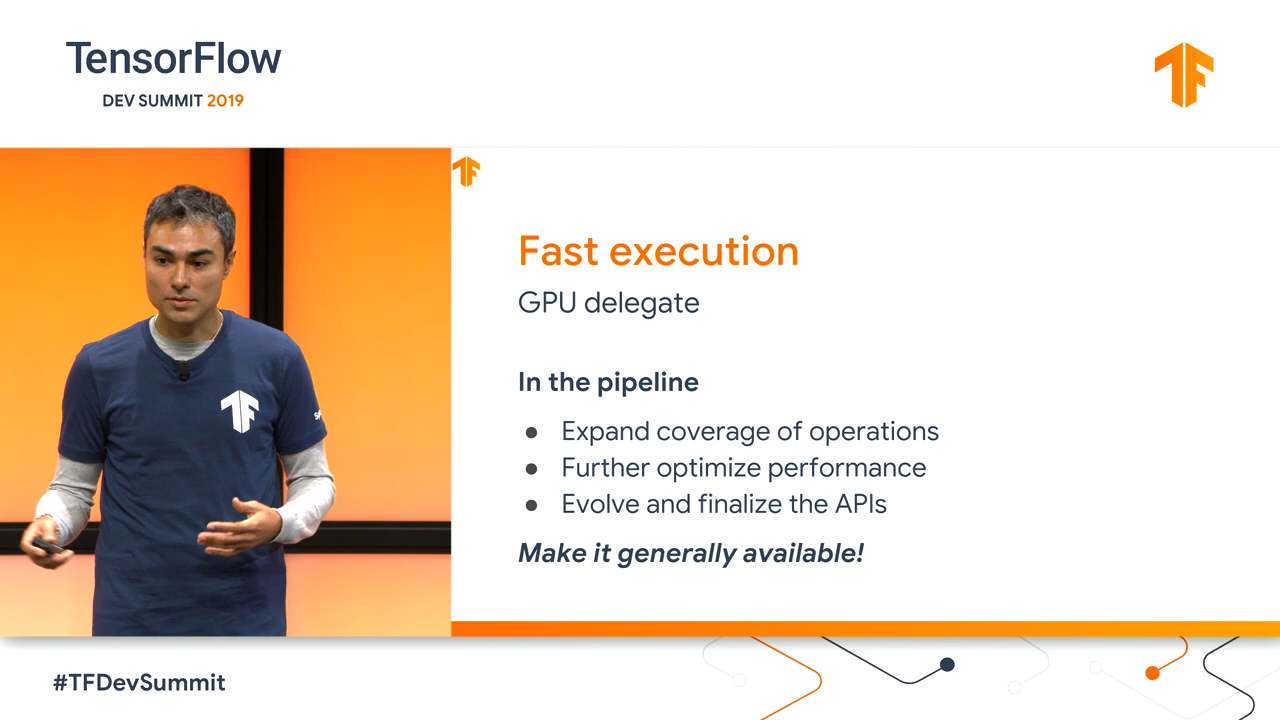 TensorFlow
DEV SUMMIT 2019
Fast execution
GPU delegate
In the pipeline
● Expand coverage of operations
● Further optimize performance
● Evolve and finalize the APIs
Make it generally available!
#TFDevSummit